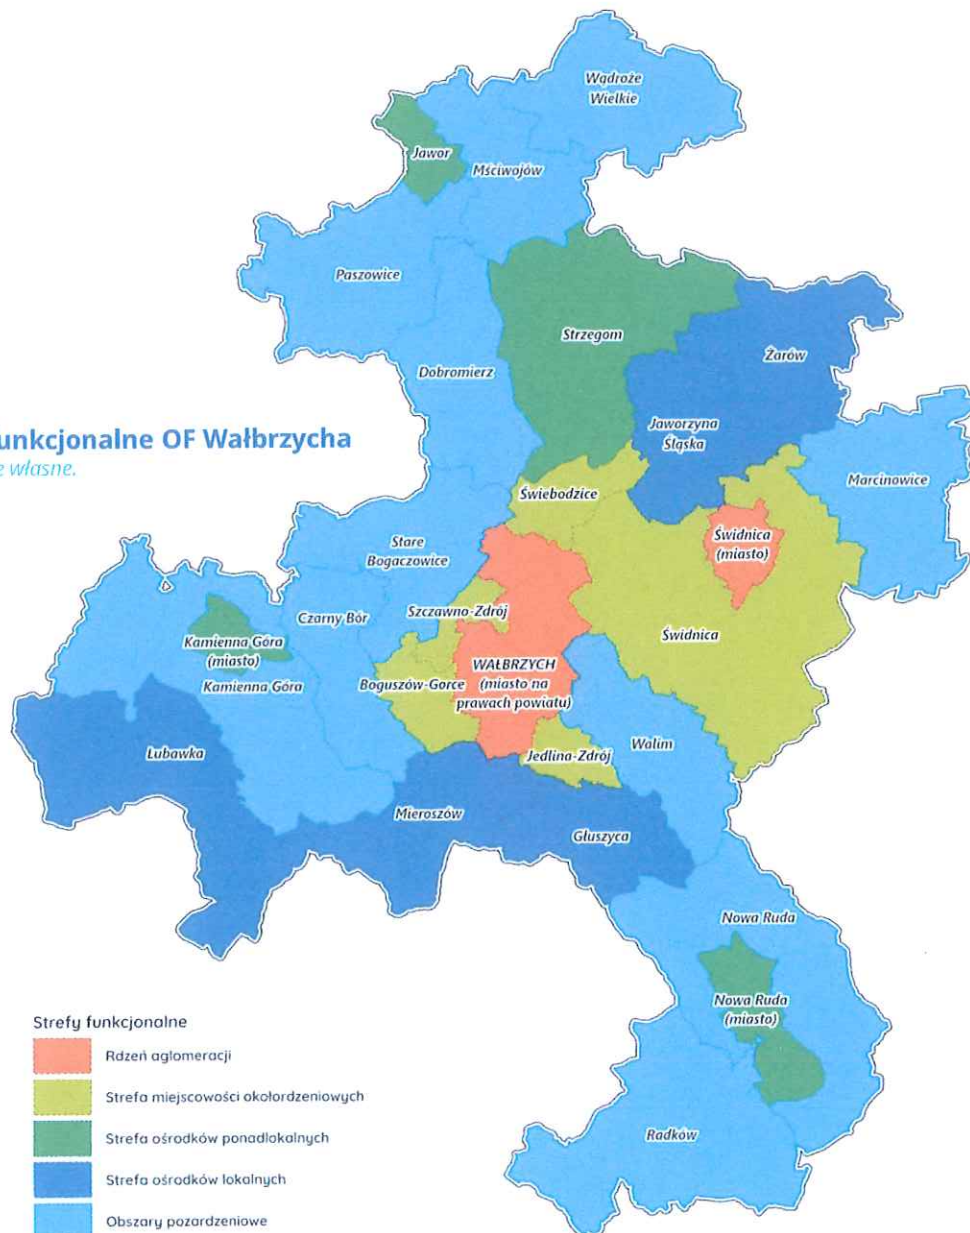 Wądroże
Wielkie
Jawor
Mściwojów
Paszowice
Strzegom
Żarów
Dobromierz
Jaworzyna
Śląska
unkcjonalne OF Wałbrzycha
e własne.
Marcinowice
Świebodzice
Świdnica
(miasto)
Stare
Bogaczowice
Szczawno-Zdrój
Czarny Bór
Kamienna Góra
(miasto)
Świdnica
Kamienna Góra
Boguszów-Gorce
WAŁBRZYCH
(miasto na
prawach powiatu)
Walim
Lubawka
Jedlina-Zdrój
Mieroszów
Głuszyca
Nowa Ruda
Nowa Ruda
(miasto)
Radków
Strefy funkcjonalne
Rdzeń aglomeracji
Strefa miejscowości okołordzeniowych
Strefa ośrodków ponadlokalnych
Strefa ośrodków lokalnych
Obszary pozardzeniowe